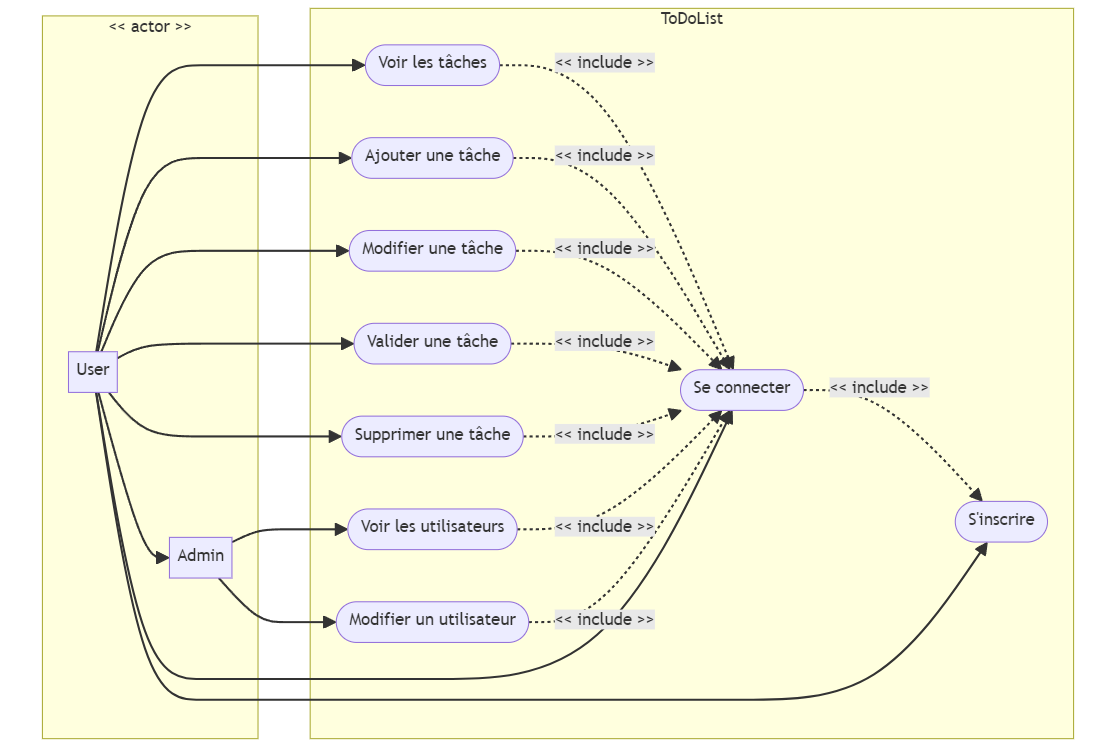 << actor >>
ToDoList
Voir les tâches
<< include >>
Ajouter une tâche
<< include >>
Modifier une tâche
<< include >>
Valider une tâche
<< include >>
User
Se connecter
<< include >>
Supprimer une tâche
<< include >>
S'inscrire
Voir les utilisateurs
<< include >>
Admin
Modifier un utilisateur
<< include >>